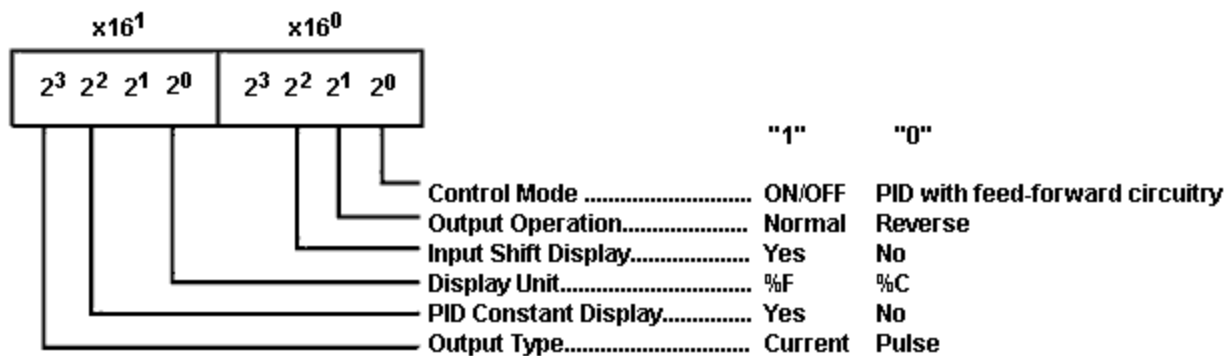 x16¹ x16⁰
2³ 2² 2¹ 2⁰ 2³ 2² 2¹ 2⁰
"1" "0"
Control Mode ........................... ON/OFF PID with feed-forward circuitry
Output Operation..................... Normal Reverse
Input Shift Display.................... Yes No
Display Unit........................... %F %C
PID Constant Display............... Yes No
Output Type.............................. Current Pulse